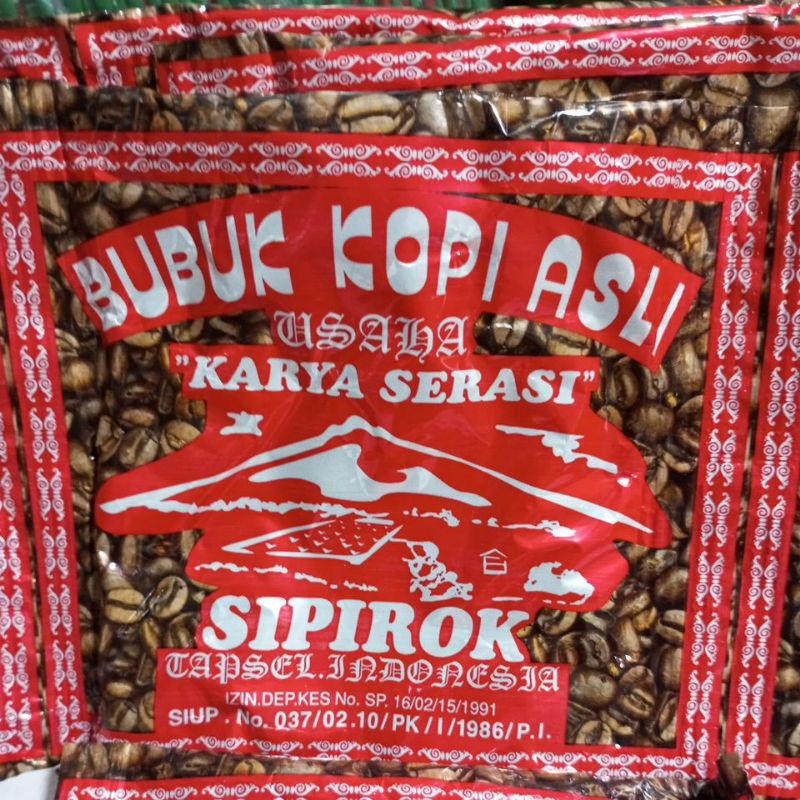 BUBUK KOPI ASLI
USAHA
"KARYA SERASI"
SIPIROK
TAPSEL.INDONESIA
IZIN.DEP.KES No. SP. 16/02/15/1991
SIUP . No. 037/02.10/PK/I/1986/P.I.